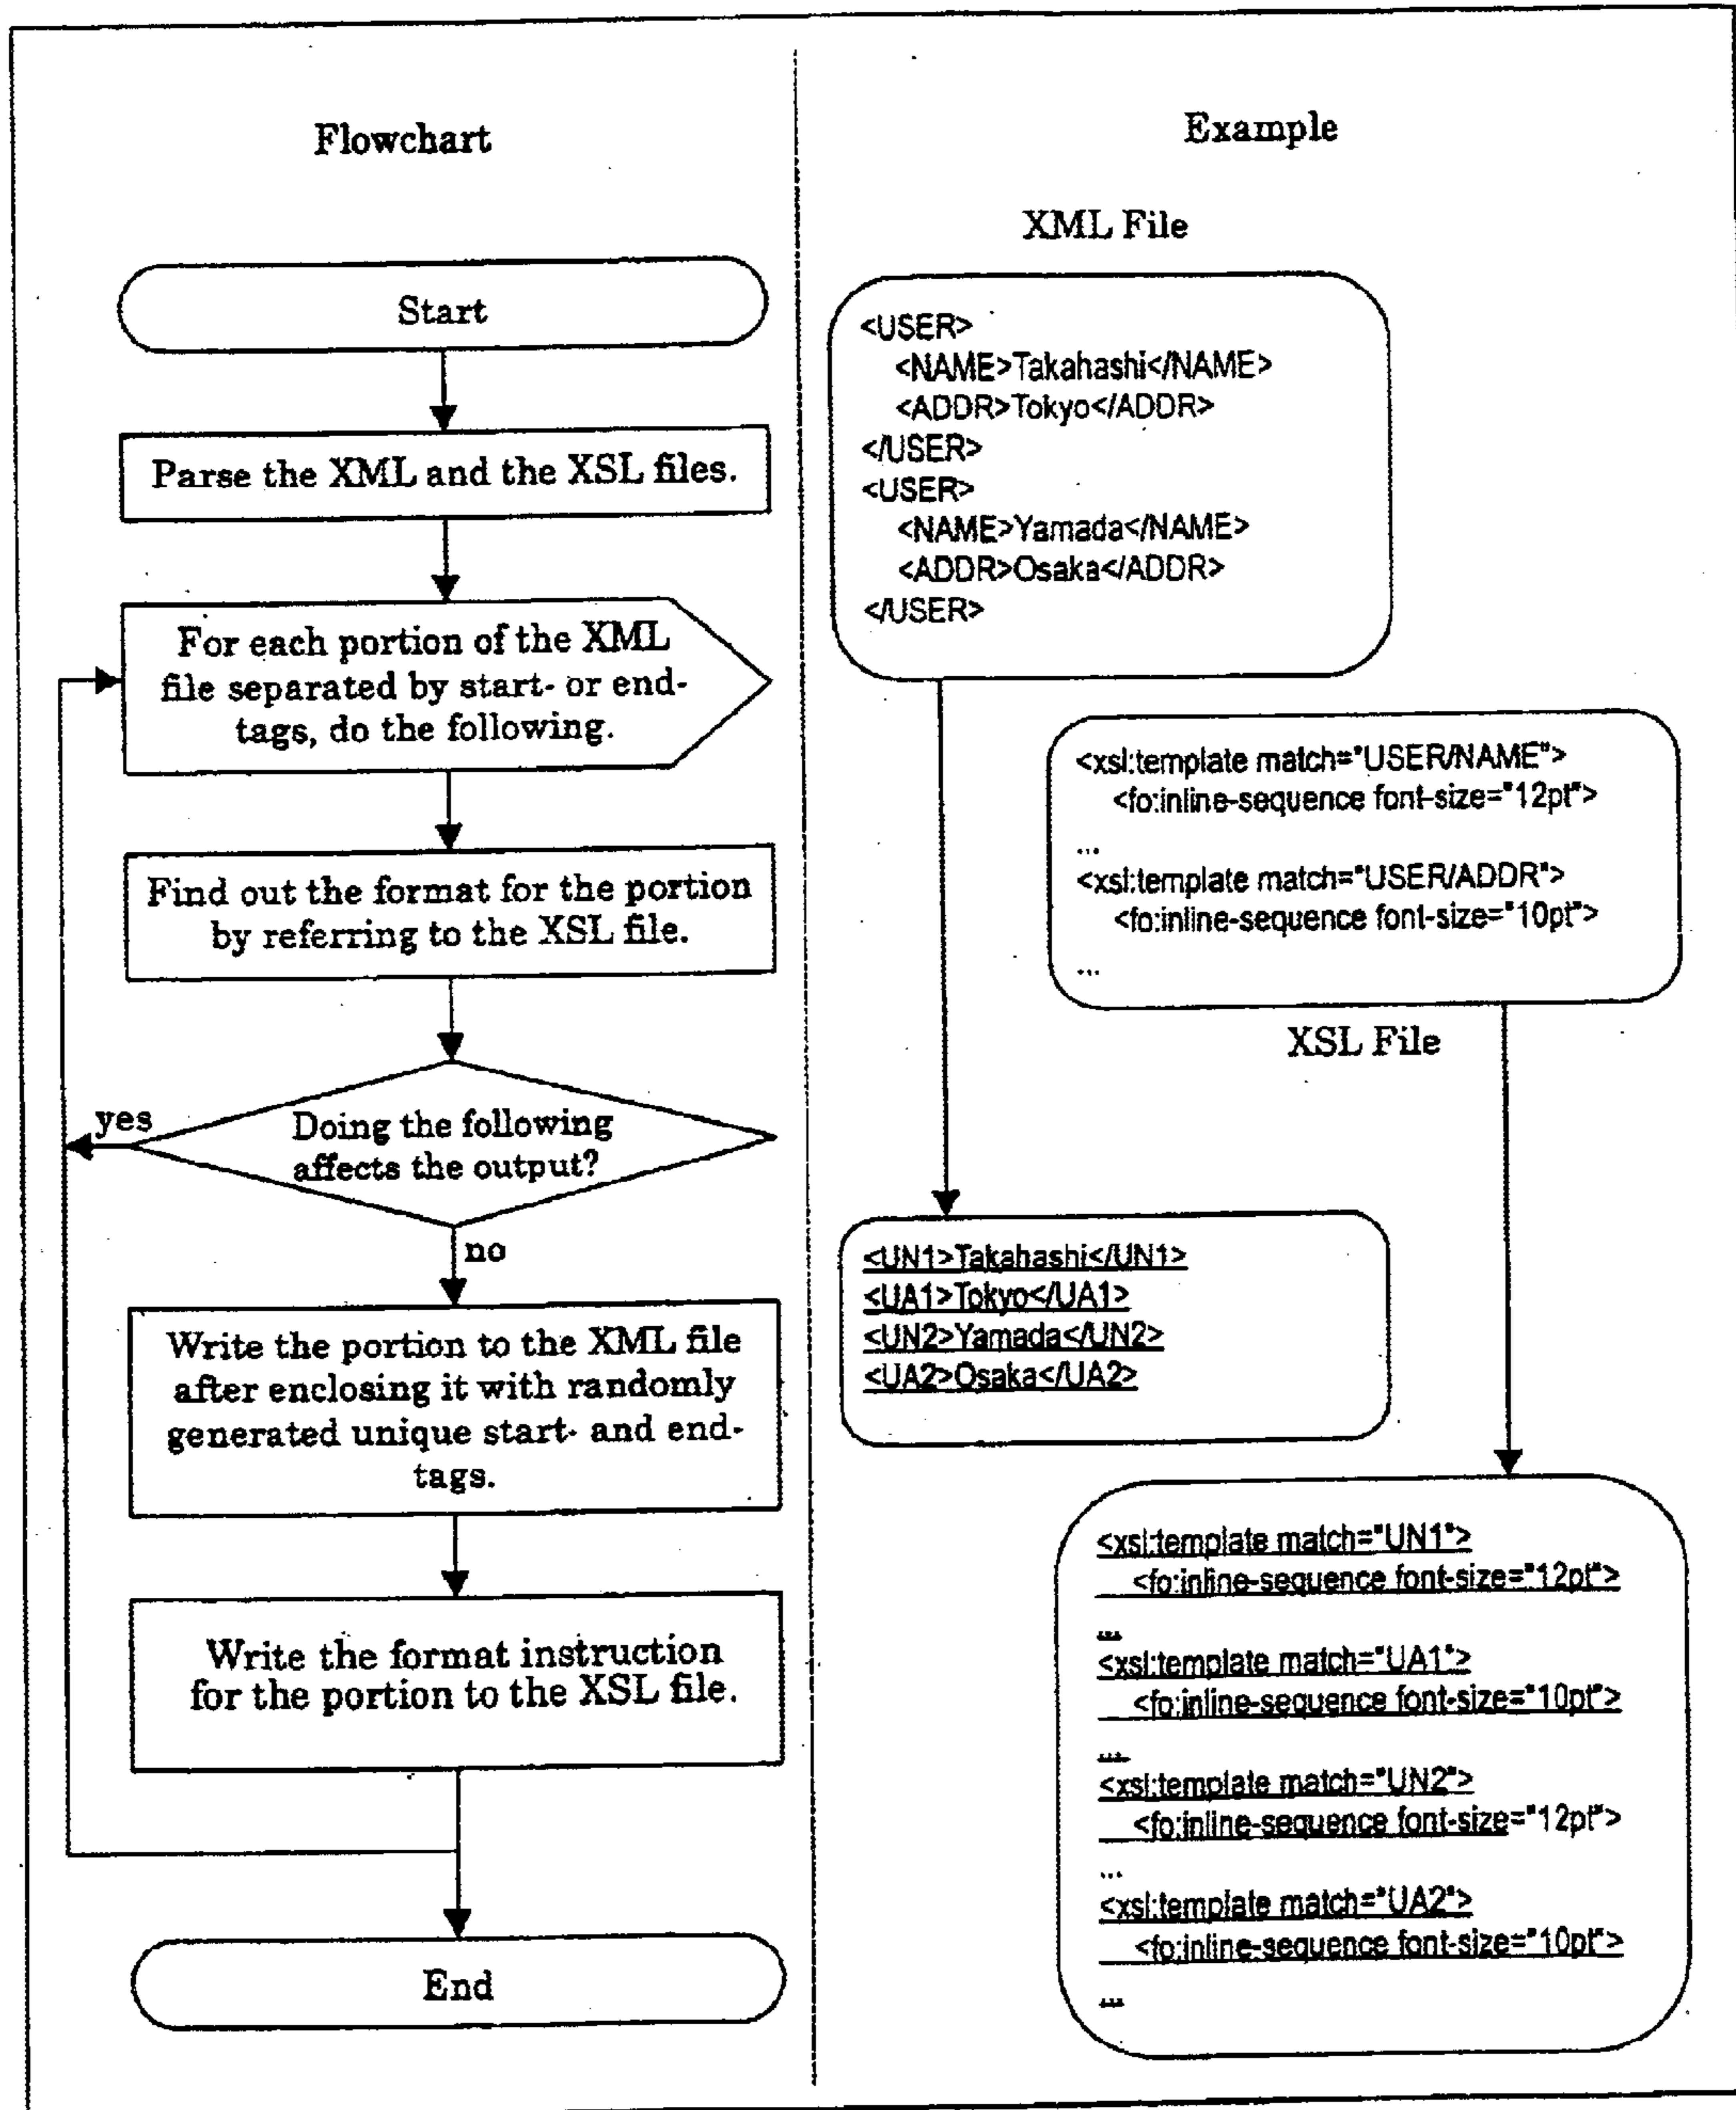 Flowchart
Start
Parse the XML and the XSL files.
For each portion of the XML
file separated by start- or end-
tags, do the following.
Find out the format for the portion
by referring to the XSL file.
yes
Doing the following
affects the output?
no
Write the portion to the XML file
after enclosing it with randomly
generated unique start- and end-
tags.
Write the format instruction
for the portion to the XSL file.
End
Example
XML File
<USER>
<NAME>Takahashi</NAME>
<ADDR>Tokyo</ADDR>
</USER>
<USER>
<NAME>Yamada</NAME>
<ADDR>Osaka</ADDR>
</USER>
<xsl:template match="USER/NAME">
<fo:inline-sequence font-size="12pt">
...
<xsl:template match="USER/ADDR">
<fo:inline-sequence font-size="10pt">
...
XSL File
<UN1>Takahashi</UN1>
<UA1>Tokyo</UA1>
<UN2>Yamada</UN2>
<UA2>Osaka</UA2>
<xsl:template match="UN1">
<fo:inline-sequence font-size="12pt">
...
<xsl:template match="UA1">
<fo:inline-sequence font-size="10pt">
...
<xsl:template match="UN2">
<fo:inline-sequence font-size="12pt">
...
<xsl:template match="UA2">
<fo:inline-sequence font-size="10pt">
...